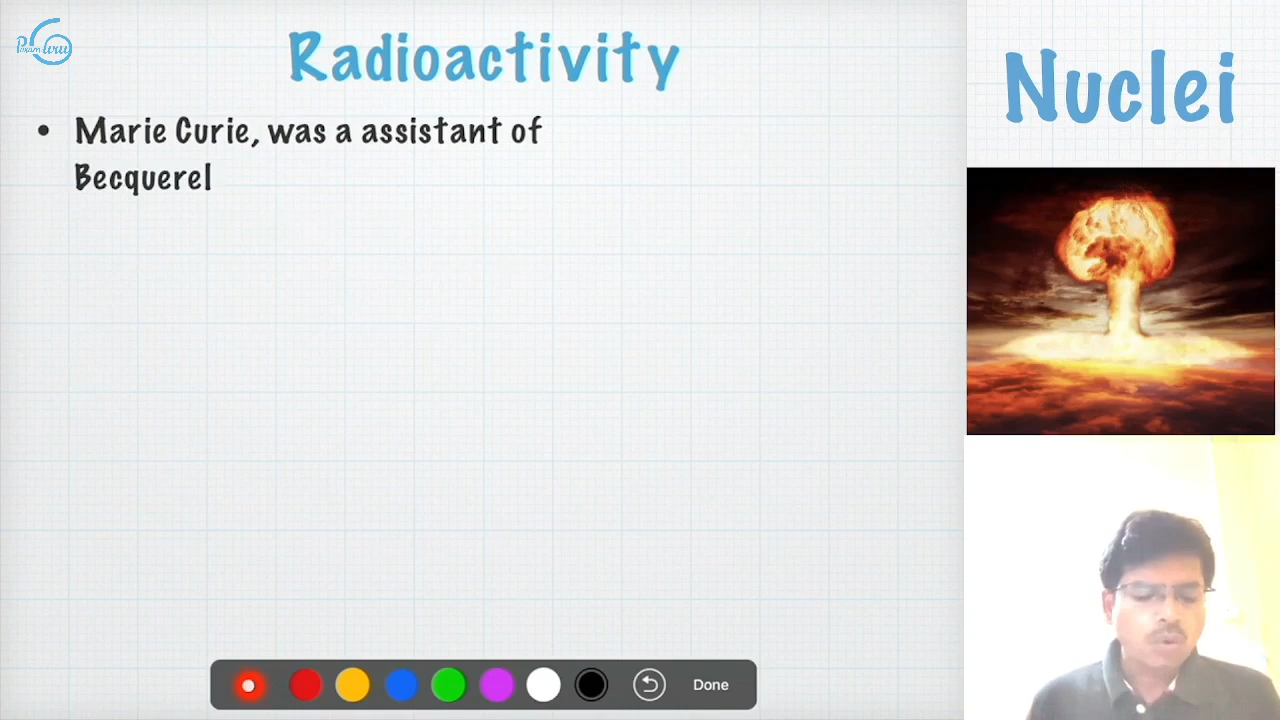 Radioactivity
Nuclei
• Marie Curie, was a assistant of
Becquerel
Done